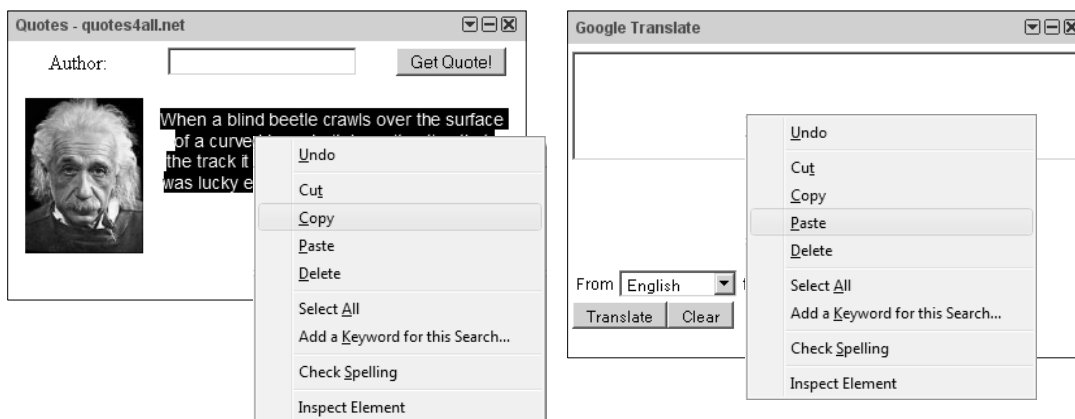 Quotes - quotes4all.net
Author:
Get Quote!
When a blind beetle crawls over the surface
of a curve
the track it
was lucky e
Undo
Cut
Copy
Paste
Delete
Select All
Add a Keyword for this Search...
Check Spelling
Inspect Element
Google Translate
Undo
Cut
Copy
Paste
Delete
Select All
Add a Keyword for this Search...
Check Spelling
Inspect Element
From English
Translate Clear